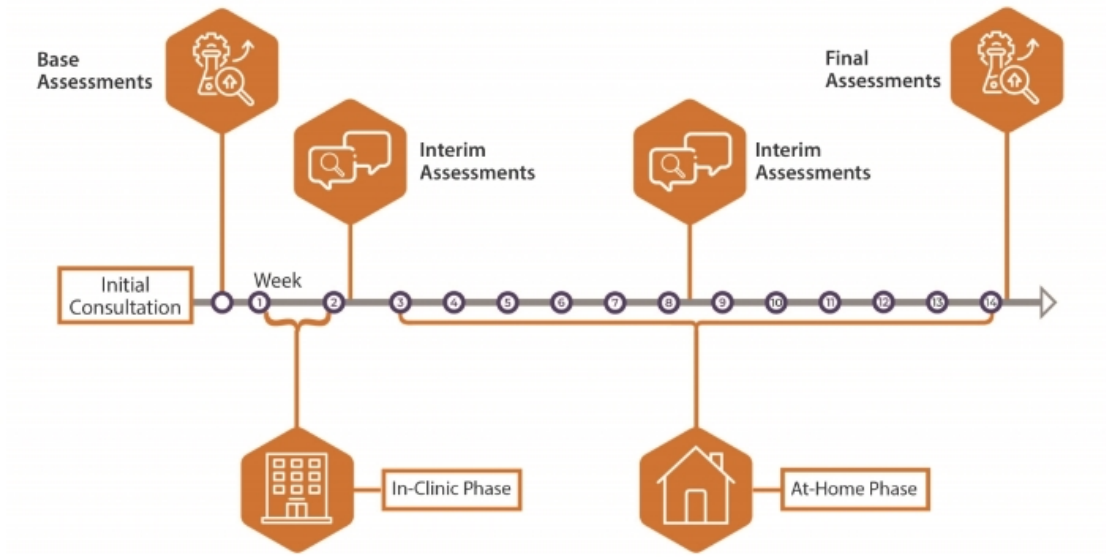 Base
Assessments
Final
Assessments
Interim
Assessments
Interim
Assessments
Initial
Consultation
Week
1
2
3
4
5
6
7
8
9
10
11
12
13
14
In-Clinic Phase
At-Home Phase